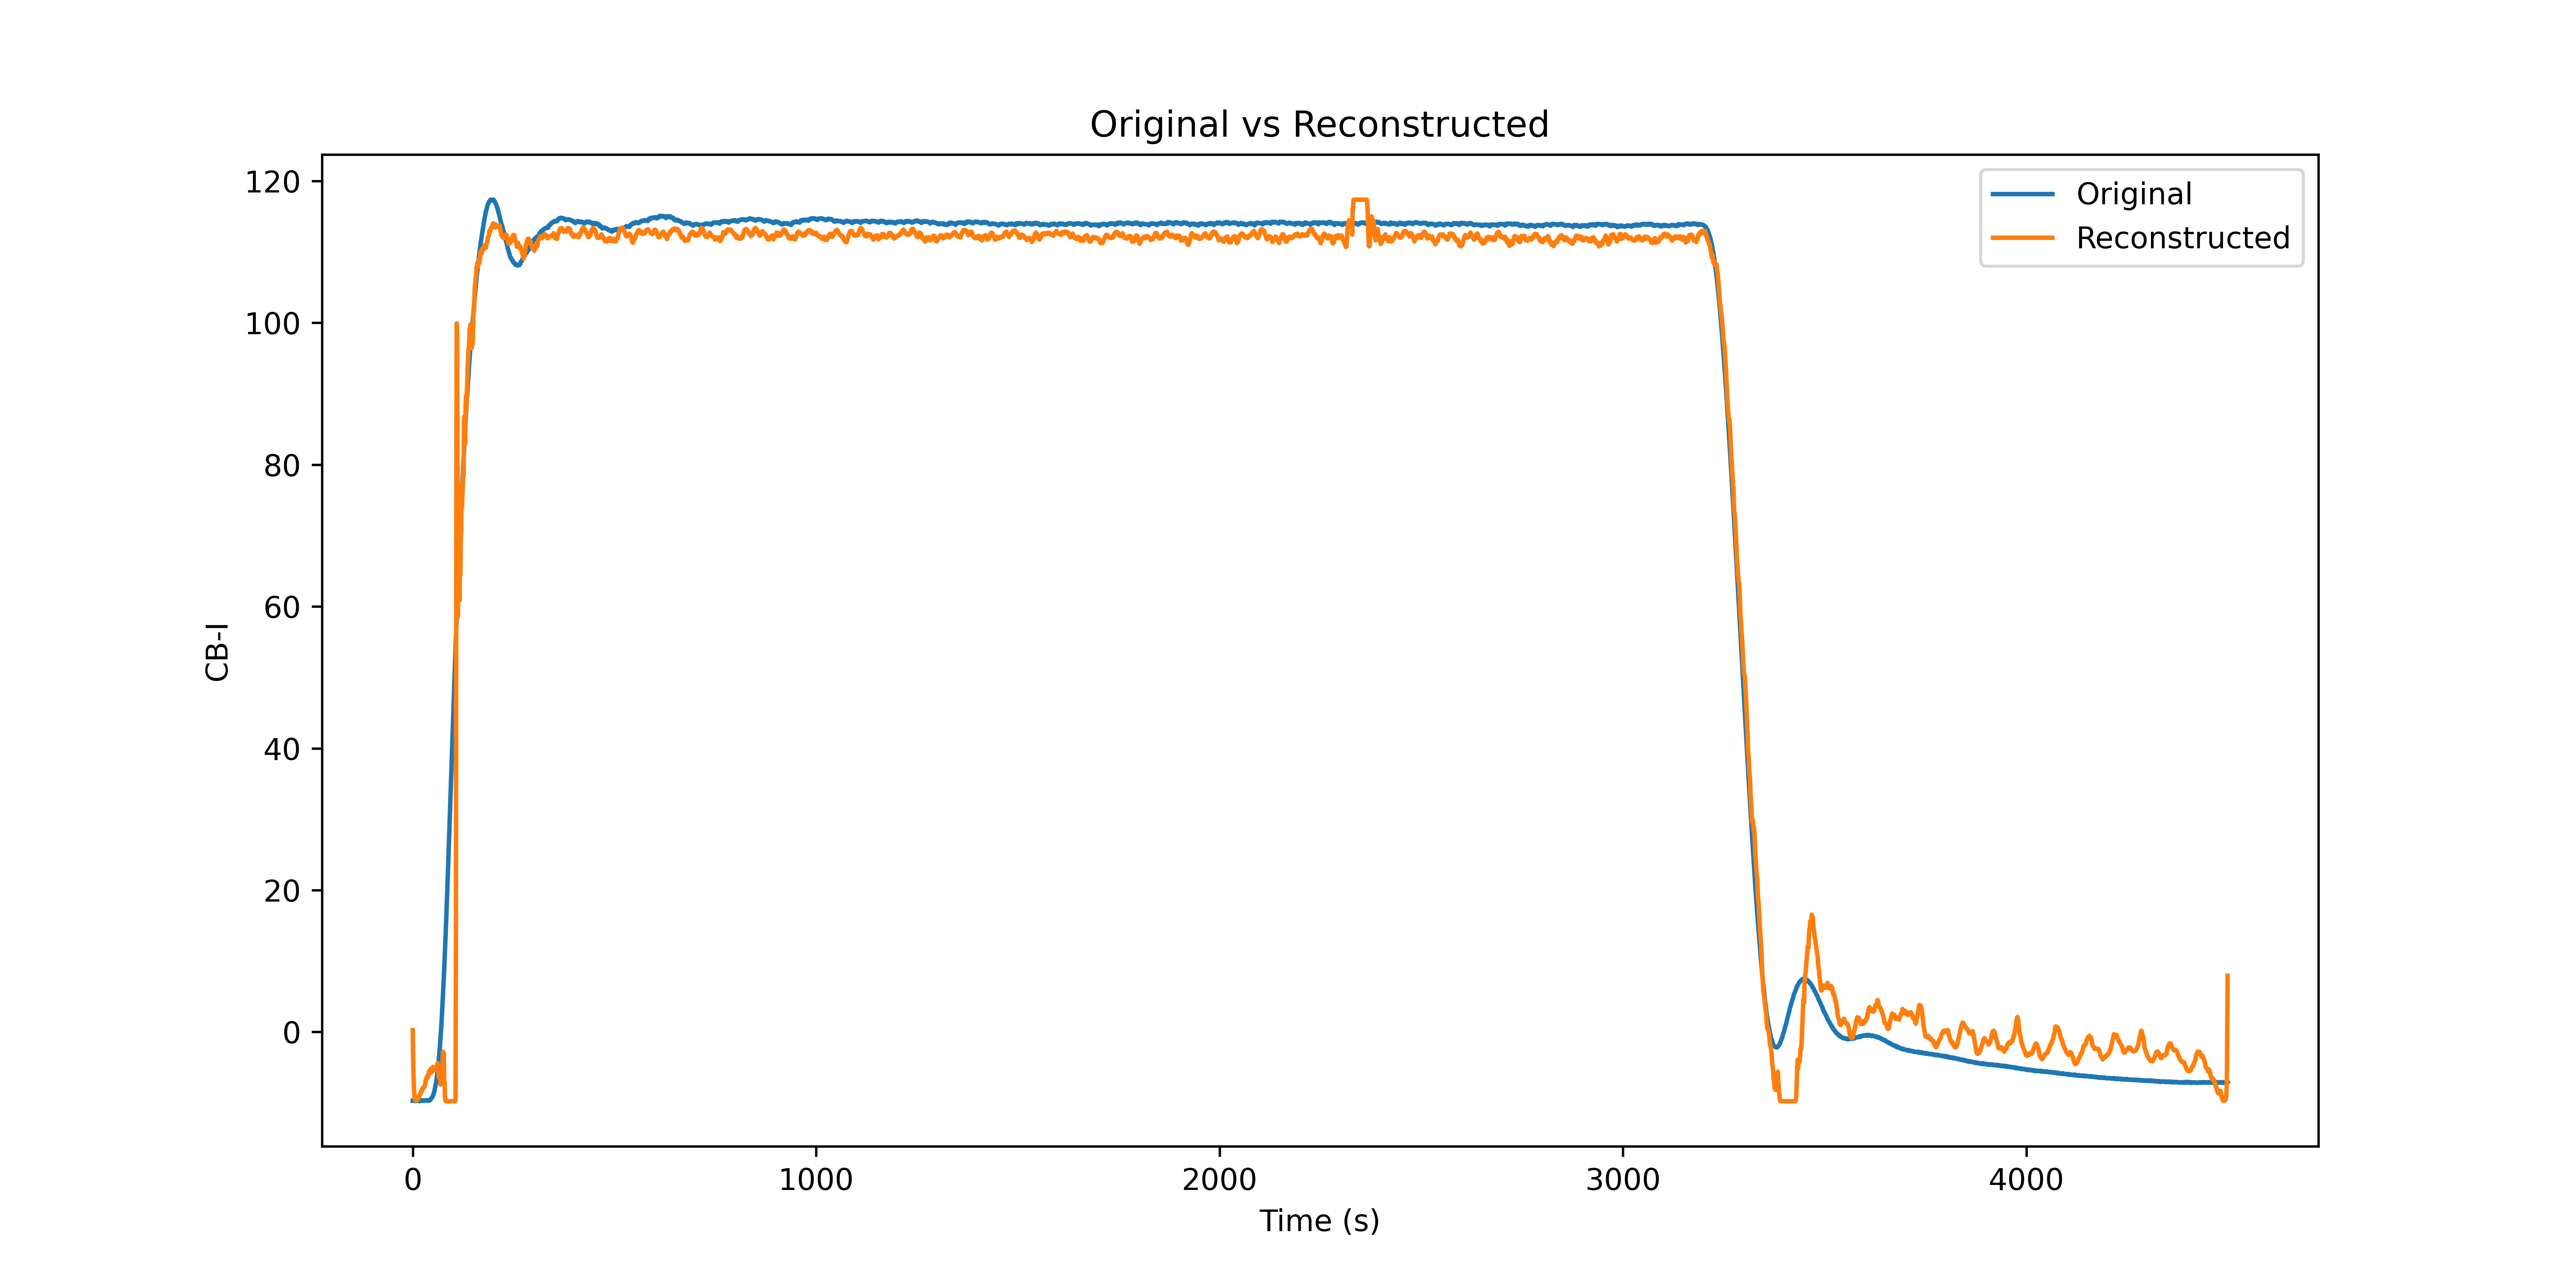 Original vs Reconstructed
Original
Reconstructed
120
100
80
60
40
20
0
CB-I
0
1000
2000
3000
4000
Time (s)